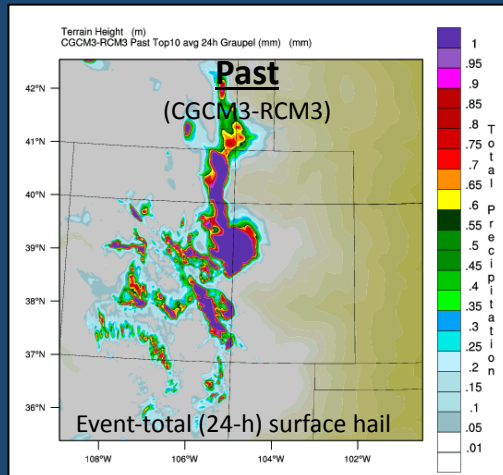 Terrain Height (m)
CGCM3-RCM3 Past Top10 avg 24h Graupel (mm) (mm)
Past
(CGCM3-RCM3)
42°N
41°N
40°N
39°N
38°N
37°N
36°N
Event-total (24-h) surface hail
108°W 106°W 104°W 102°W
1
.95
.9
.85
.8
.75
.7
.65
.6
.55
.5
.45
.4
.35
.3
.25
.2
.15
.1
.05
.01
Total Precipitation